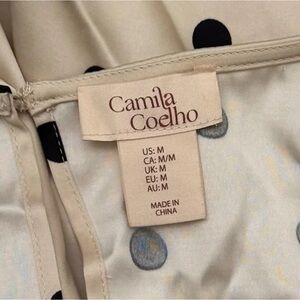 Camila
Coelho
US: M
CA: M/M
UK: M
EU: M
AU: M
MADE IN
CHINA